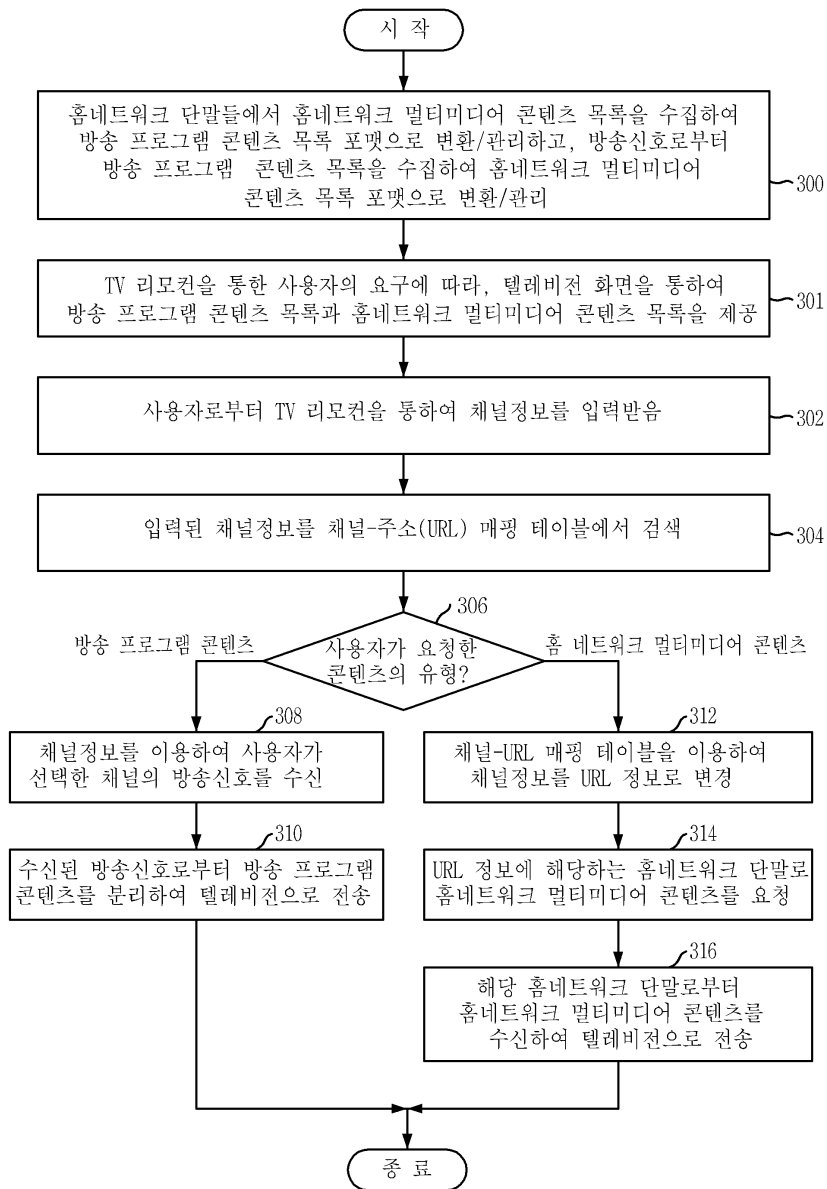 시 작
홈네트워크 단말들에서 홈네트워크 멀티미디어 콘텐츠 목록을 수집하여
방송 프로그램 콘텐츠 목록 포맷으로 변환/관리하고, 방송신호로부터
방송 프로그램 콘텐츠 목록을 수집하여 홈네트워크 멀티미디어
콘텐츠 목록 포맷으로 변환/관리
300
TV 리모컨을 통한 사용자의 요구에 따라, 텔레비전 화면을 통하여
방송 프로그램 콘텐츠 목록과 홈네트워크 멀티미디어 콘텐츠 목록을 제공
301
사용자로부터 TV 리모컨을 통하여 채널정보를 입력받음
302
입력된 채널정보를 채널-주소(URL) 매핑 테이블에서 검색
304
306
방송 프로그램 콘텐츠
사용자가 요청한
콘텐츠의 유형?
홈 네트워크 멀티미디어 콘텐츠
308
채널정보를 이용하여 사용자가
선택한 채널의 방송신호를 수신
310
수신된 방송신호로부터 방송 프로그램
콘텐츠를 분리하여 텔레비전으로 전송
312
채널-URL 매핑 테이블을 이용하여
채널정보를 URL 정보로 변경
314
URL 정보에 해당하는 홈네트워크 단말로
홈네트워크 멀티미디어 콘텐츠를 요청
316
해당 홈네트워크 단말로부터
홈네트워크 멀티미디어 콘텐츠를
수신하여 텔레비전으로 전송
종 료